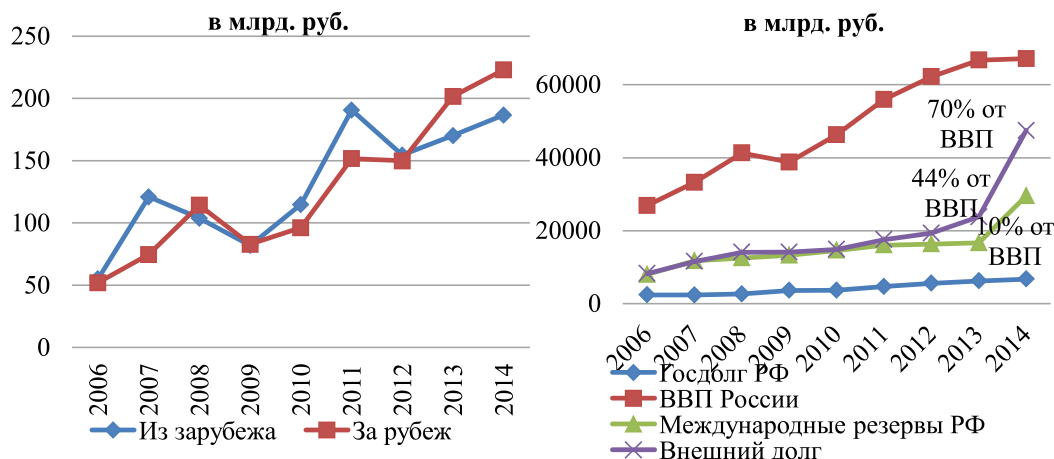 в млрд. руб.
250
200
150
100
50
0
2006
2007
2008
2009
2010
2011
2012
2013
2014
Из зарубежа
За рубеж
в млрд. руб.
60000
40000
20000
0
70% от
ВВП
44% от
ВВП
10% от
ВВП
2006
2007
2008
2009
2010
2011
2012
2013
2014
Госдолг РФ
ВВП России
Международные резервы РФ
Внешний долг